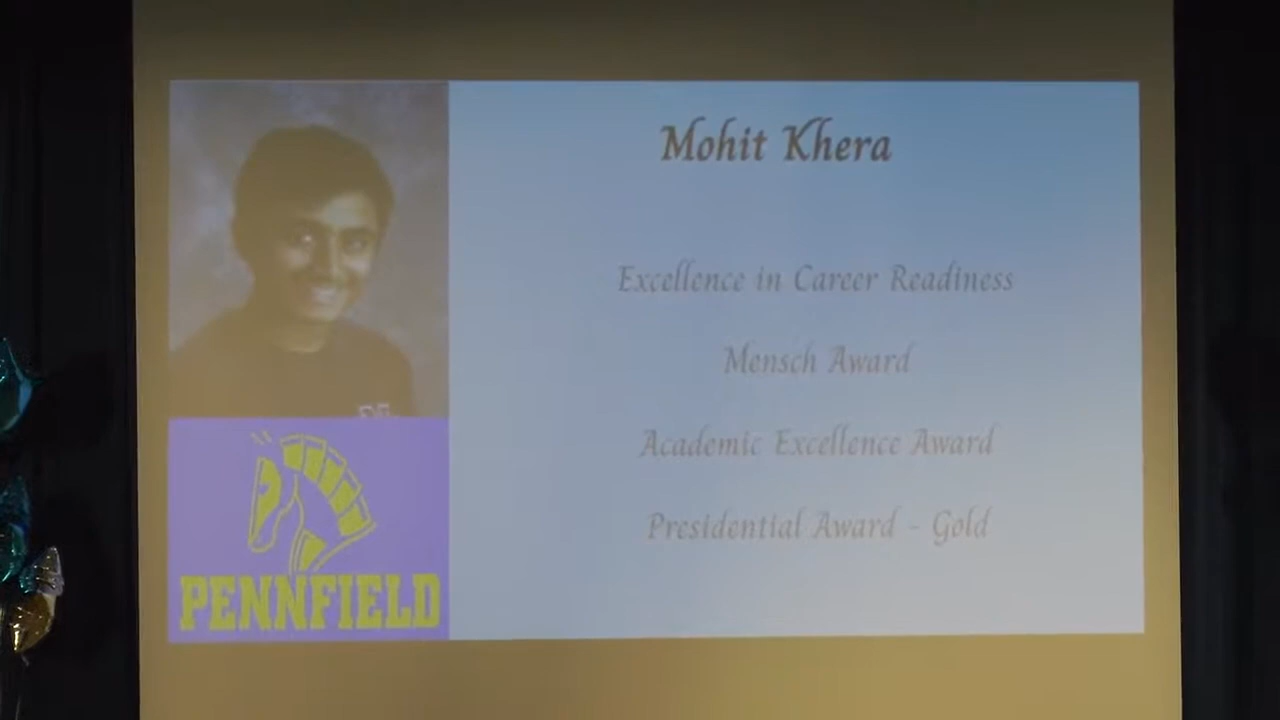 Mohit Khera
Excellence in Career Readiness
Mensch Award
Academic Excellence Award
Presidential Award - Gold
PENNFIELD